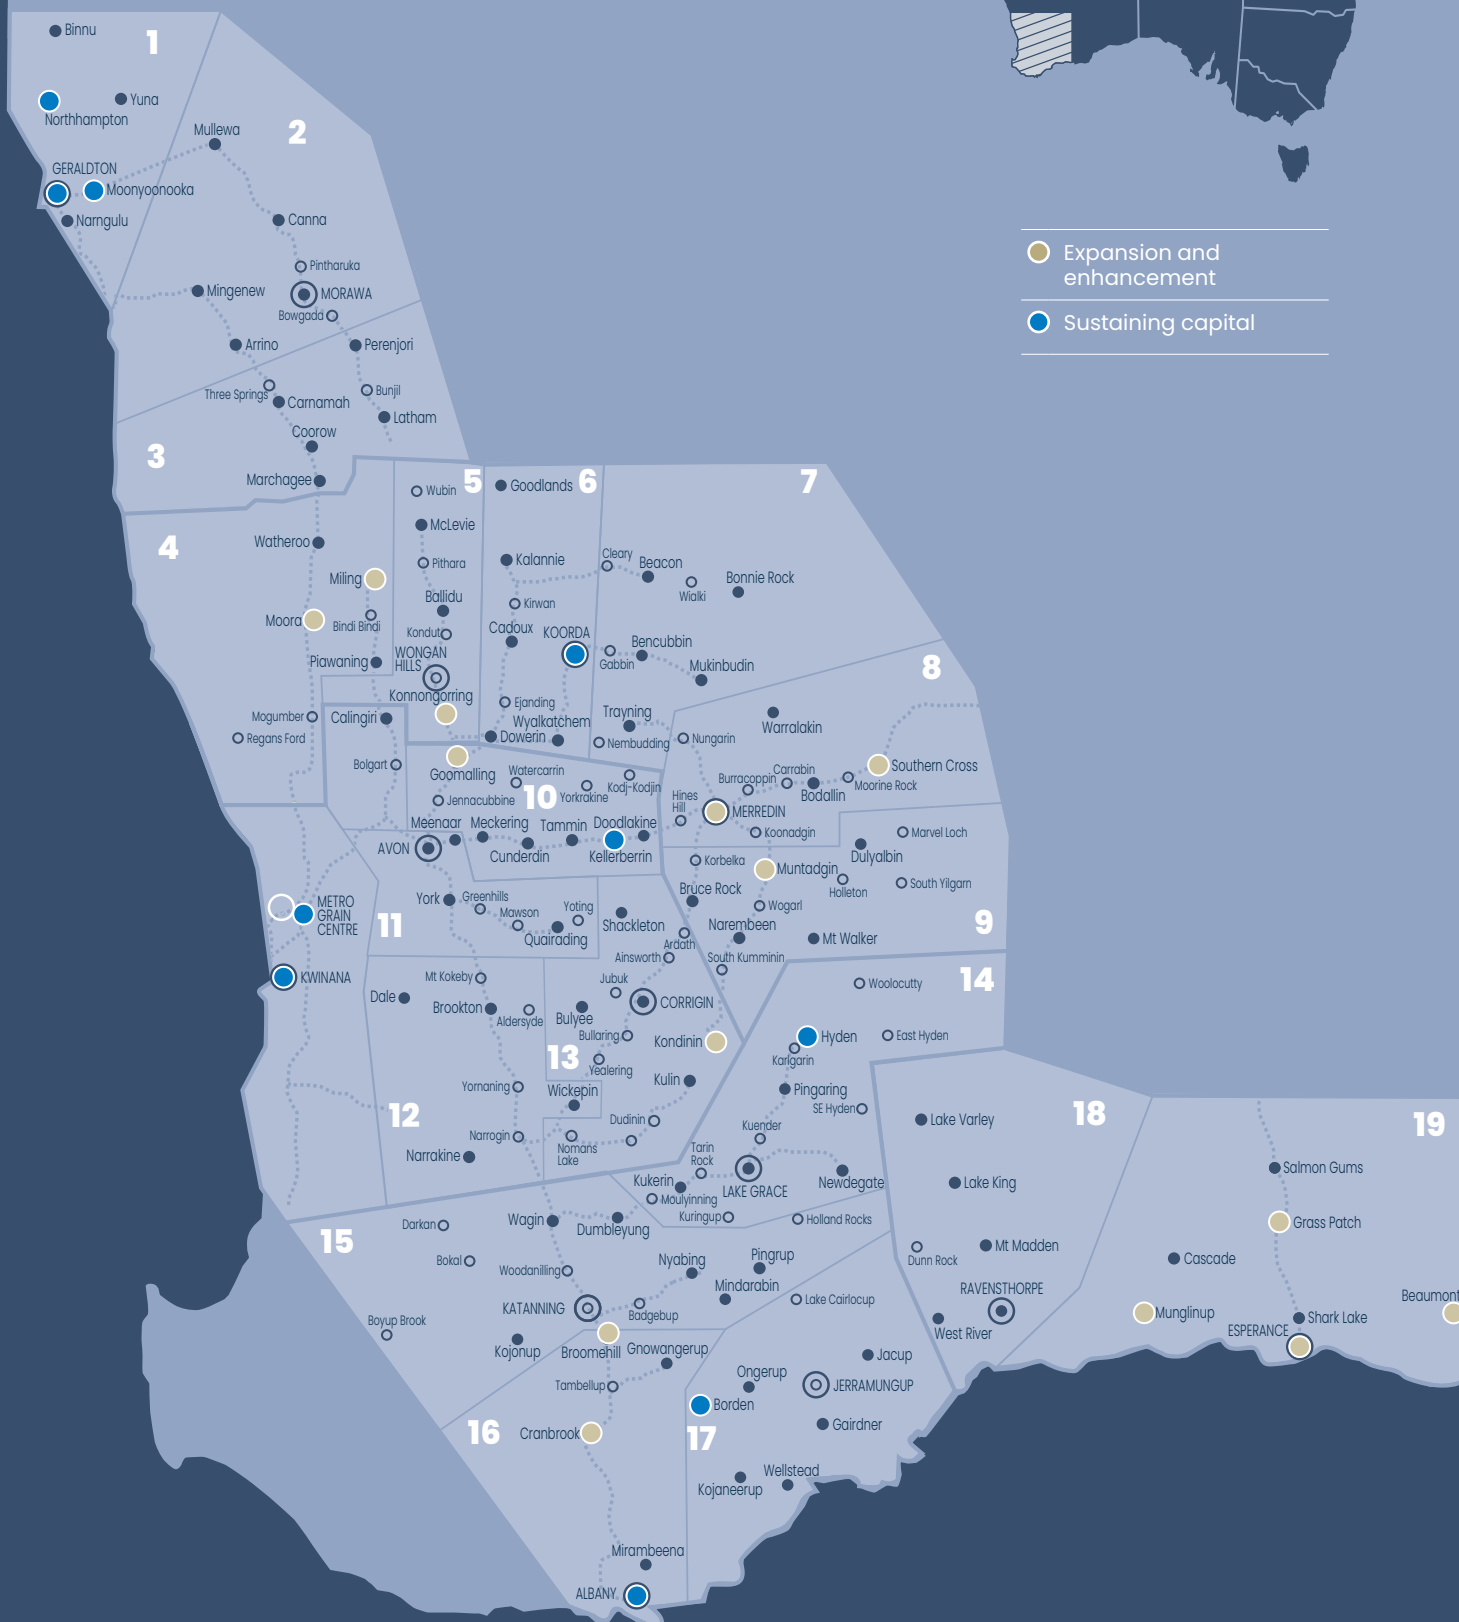 Binnu
1
Yuna
Northhampton
2
Mullewa
GERALDTON
Moonyoonooka
Narngulu
Canna
Pintharuka
Mingenew
MORAWA
Bowgada
Arrino
Perenjori
Three Springs
Bunjil
Carnamah
Latham
Coorow
3
Marchagee
Expansion and
enhancement
Sustaining capital
5
Wubin
6
Goodlands
7
McLevie
4
Watheroo
Pithara
Kalannie
Cleary
Beacon
Wialki
Bonnie Rock
Miling
Ballidu
Kirwan
Moora
Bindi Bindi
Kondut
Cadoux
KOORDA
Gabbin
Bencubbin
Piawaning
WONGAN
HILLS
Mukinbudin
8
Konnongorring
Ejanding
Mogumber
Calingiri
Wyalkatchem
Trayning
Warralakin
Regans Ford
Dowerin
Nembudding
Nungarin
Bolgart
Goomalling
Watercarrin
Kodj-Kodjin
Burracoppin
Carrabin
Southern Cross
Moorine Rock
Bodallin
Jennacubbine
10
Yorkrakine
Hines
Hill
MERREDIN
Meenaar
Meckering
Tammin
Doodlakine
Koonadgin
Marvel Loch
AVON
Cunderdin
Kellerberrin
Korbelka
Dulyalbin
Muntadgin
Holleton
South Yilgarn
York
Greenhills
Mawson
Yoting
Bruce Rock
Wogarl
METRO
GRAIN
CENTRE
11
Quairading
Shackleton
Ardath
Narembeen
Mt Walker
9
Ainsworth
South Kumminin
KWINANA
Mt Kokeby
Jubuk
14
Woolocutty
Dale
Brookton
Aldersyde
Bulyee
CORRIGIN
Bullaring
Kondinin
Hyden
East Hyden
13
Yealering
Karlgarin
Yornaning
Wickepin
Kulin
Pingaring
SE Hyden
12
Dudinin
Lake Varley
18
19
Narrogin
Nomans
Lake
Kuender
Tarin
Rock
Narrakine
Kukerin
LAKE GRACE
Newdegate
Lake King
Salmon Gums
Moulyinning
Darkan
Wagin
Dumbleyung
Kuringup
Holland Rocks
Grass Patch
15
Bokal
Woodanilling
Nyabing
Pingrup
Dunn Rock
Mt Madden
Cascade
Mindarabin
RAVENSTHORPE
Beaumont
KATANNING
Badgebup
Lake Cairlocup
Boyup Brook
West River
Munglinup
Shark Lake
ESPERANCE
Kojonup
Broomehill
Gnowangerup
Jacup
Tambellup
Ongerup
JERRAMUNGUP
Borden
16
Cranbrook
17
Gairdner
Kojaneerup
Wellstead
Mirambeena
ALBANY